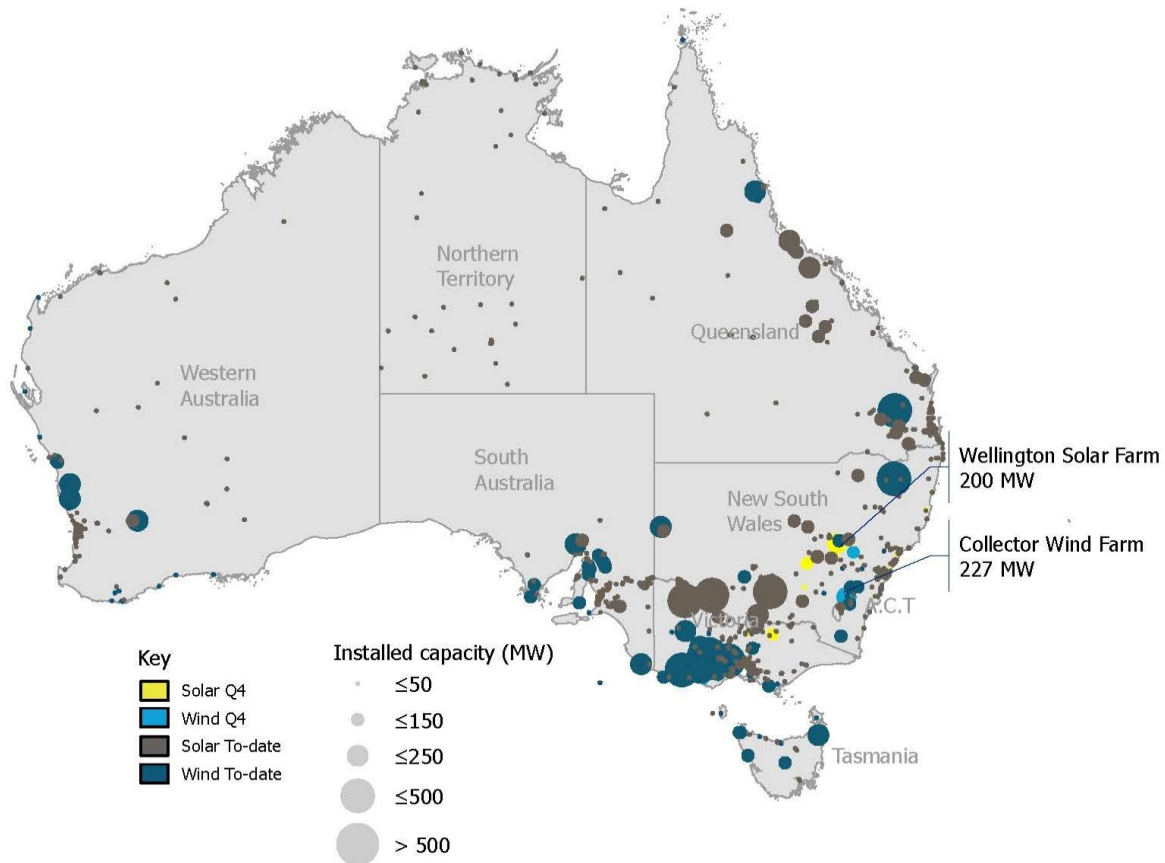 Northern
Territory
Queensland
Western
Australia
South
Australia
New South
Wales
Wellington Solar Farm
200 MW
Collector Wind Farm
227 MW
A.C.T
Victoria
Tasmania
Key
Solar Q4
Wind Q4
Solar To-date
Wind To-date
Installed capacity (MW)
≤50
≤150
≤250
≤500
> 500